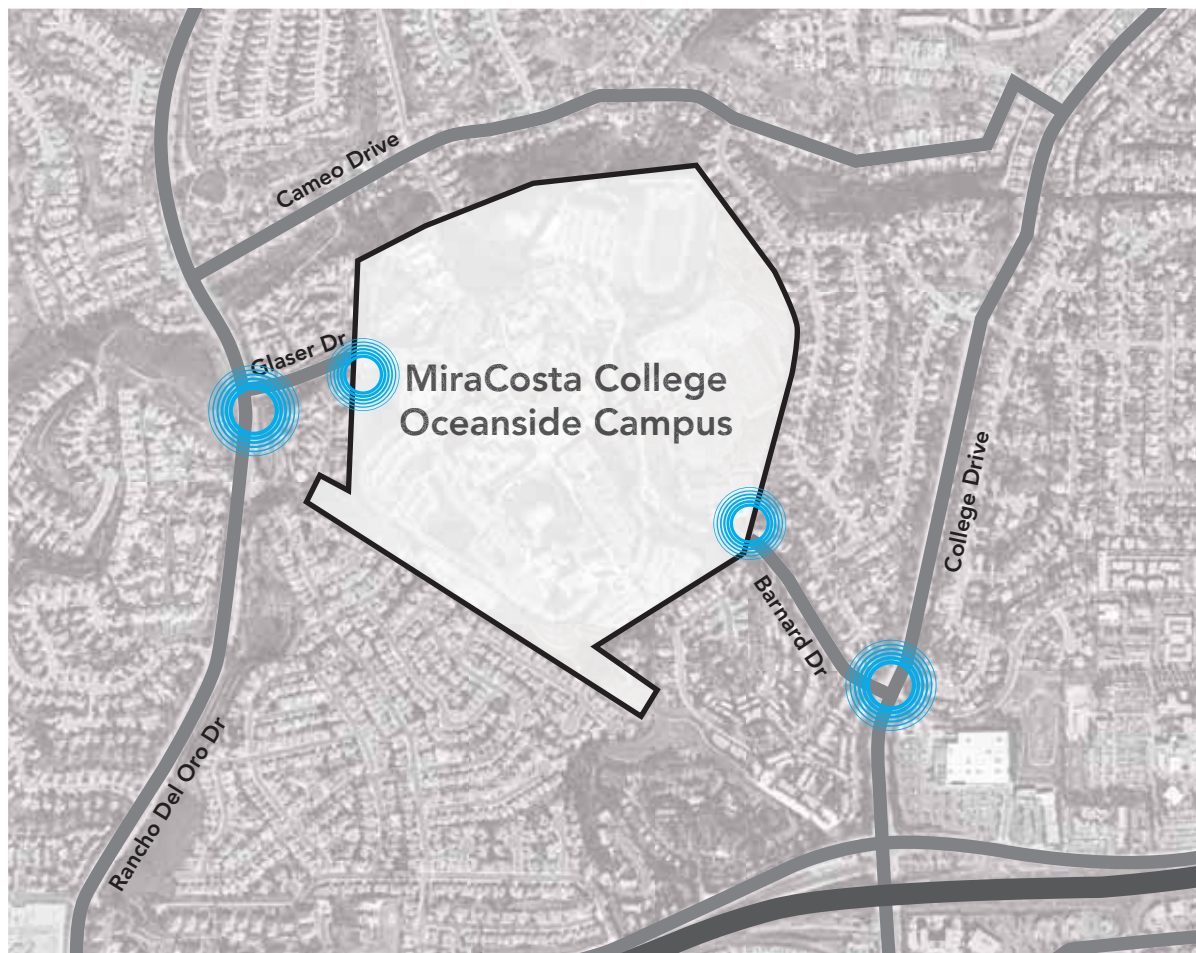 Cameo Drive
Glaser Dr
MiraCosta College
Oceanside Campus
College Drive
Barnard Dr
Rancho Del Oro Dr